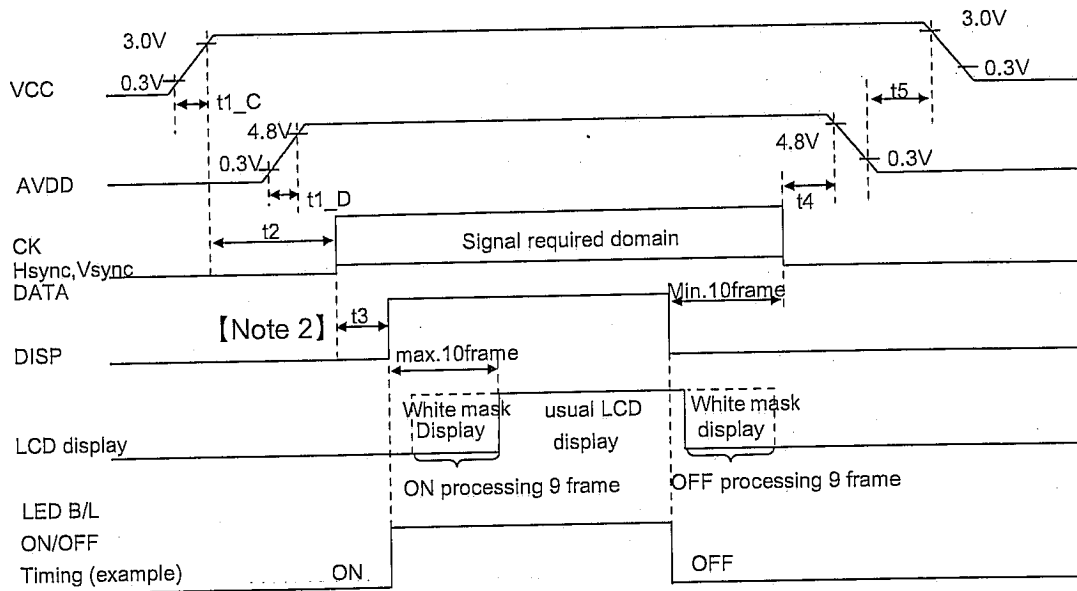 3.0V
3.0V
VCC
0.3V
0.3V
t1_C
t5
4.8V
4.8V
0.3V
0.3V
AVDD
t1_D
t4
t2
Signal required domain
CK
Hsync,Vsync
DATA
Min.10frame
【Note 2】
t3
DISP
max.10frame
White mask
Display
usual LCD
display
White mask
display
LCD display
ON processing 9 frame
OFF processing 9 frame
LED B/L
ON/OFF
Timing (example)
ON
OFF